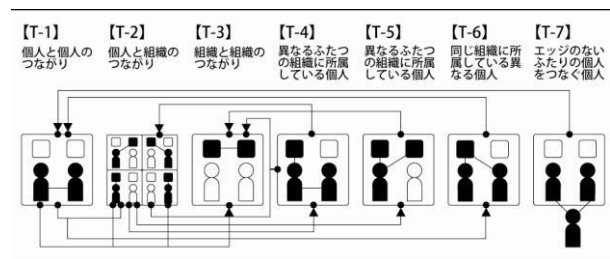 【T-1】
個人と個人の
つながり
【T-2】
個人と組織の
つながり
【T-3】
組織と組織の
つながり
【T-4】
異なるふたつ
の組織に所属
している個人
【T-5】
異なるふたつ
の組織に所属
している個人
【T-6】
同じ組織に所
属している異
なる個人
【T-7】
エッジのない
ふたりの個人
をつなぐ個人